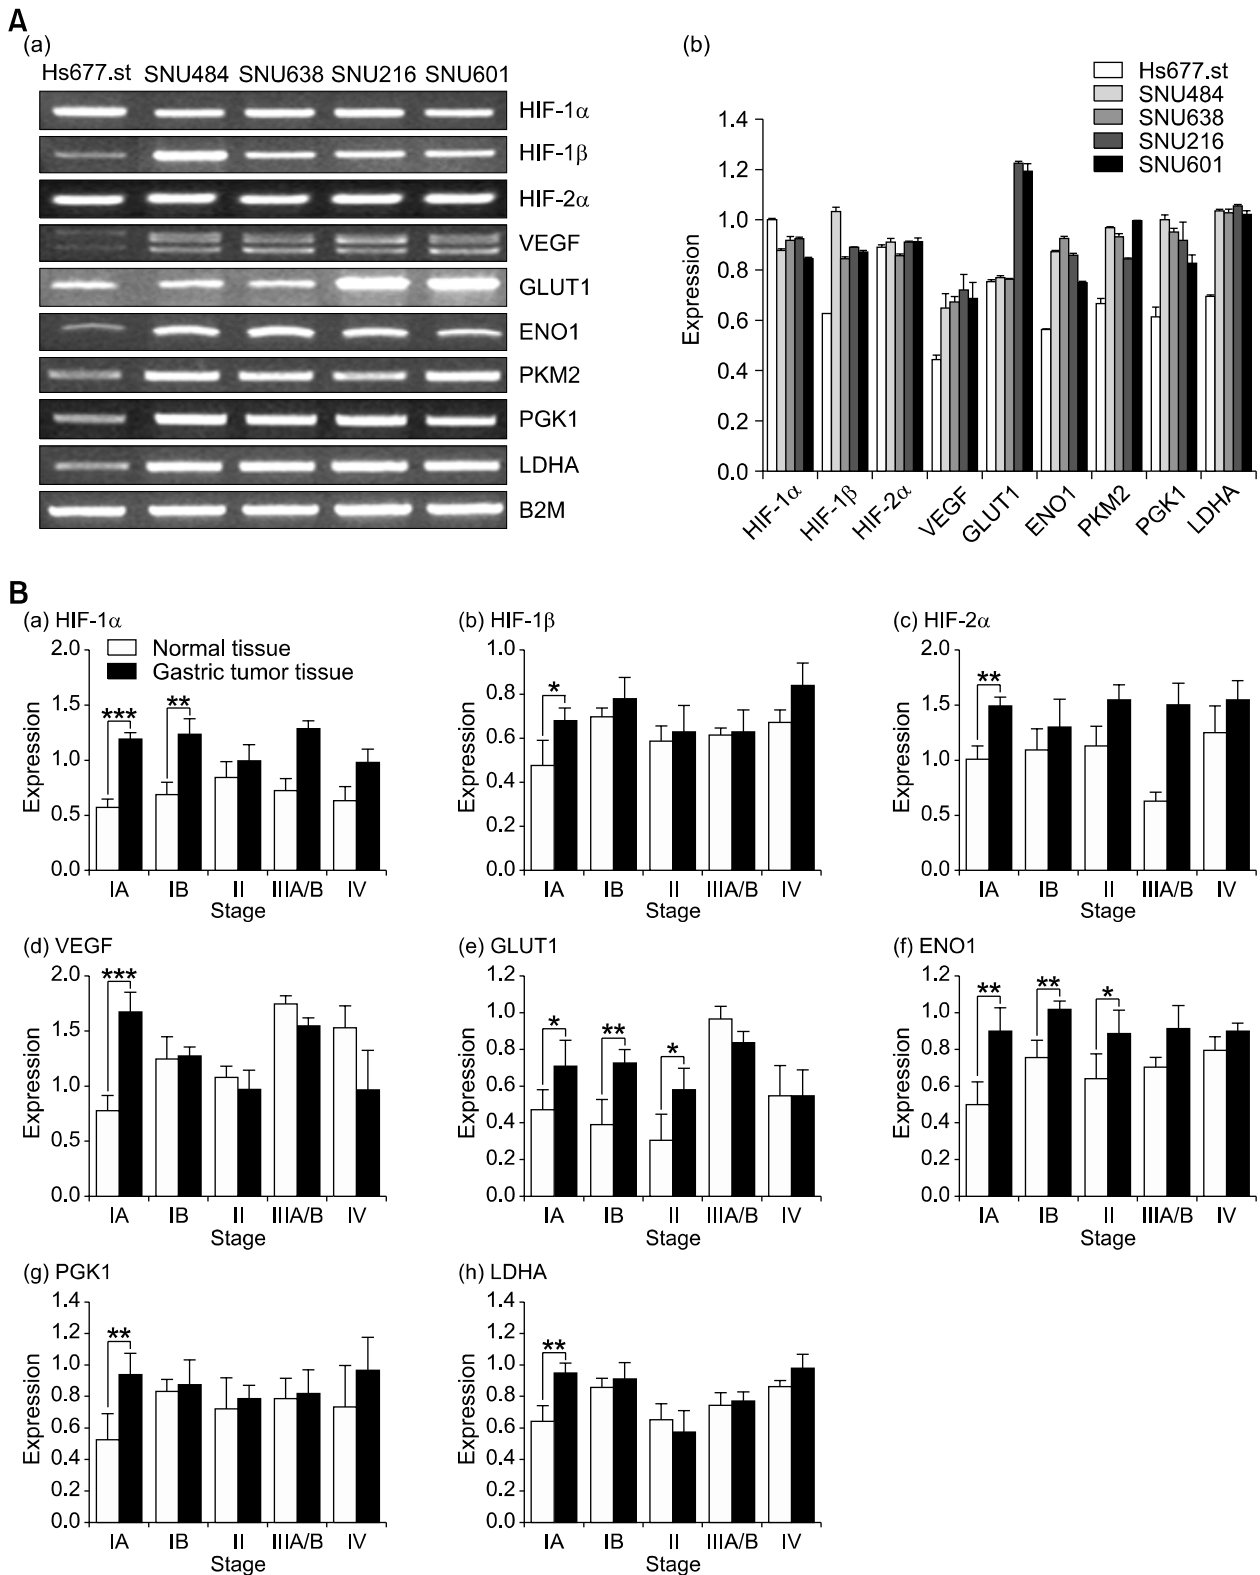 A
(a)
Hs677.st SNU484 SNU638 SNU216 SNU601
HIF-1α
HIF-1β
HIF-2α
VEGF
GLUT1
ENO1
PKM2
PGK1
LDHA
B2M
(b)
Hs677.st
SNU484
SNU638
SNU216
SNU601
Expression
1.4
1.2
1.0
0.8
0.6
0.4
0.2
0.0
HIF-1α HIF-1β HIF-2α VEGF GLUT1 ENO1 PKM2 PGK1 LDHA
B
(a) HIF-1α
Normal tissue
Gastric tumor tissue
Expression
2.0
1.5
1.0
0.5
0.0
*** **
IA IB II IIIA/B IV
Stage
(b) HIF-1β
Expression
1.0
0.8
0.6
0.4
0.2
0.0
*
IA IB II IIIA/B IV
Stage
(c) HIF-2α
Expression
2.0
1.5
1.0
0.5
0.0
**
IA IB II IIIA/B IV
Stage
(d) VEGF
Expression
2.0
1.5
1.0
0.5
0.0
***
IA IB II IIIA/B IV
Stage
(e) GLUT1
Expression
1.2
1.0
0.8
0.6
0.4
0.2
0.0
* ** *
IA IB II IIIA/B IV
Stage
(f) ENO1
Expression
1.2
1.0
0.8
0.6
0.4
0.2
0.0
** ** *
IA IB II IIIA/B IV
Stage
(g) PGK1
Expression
1.4
1.2
1.0
0.8
0.6
0.4
0.2
0.0
**
IA IB II IIIA/B IV
Stage
(h) LDHA
Expression
1.4
1.2
1.0
0.8
0.6
0.4
0.2
0.0
**
IA IB II IIIA/B IV
Stage